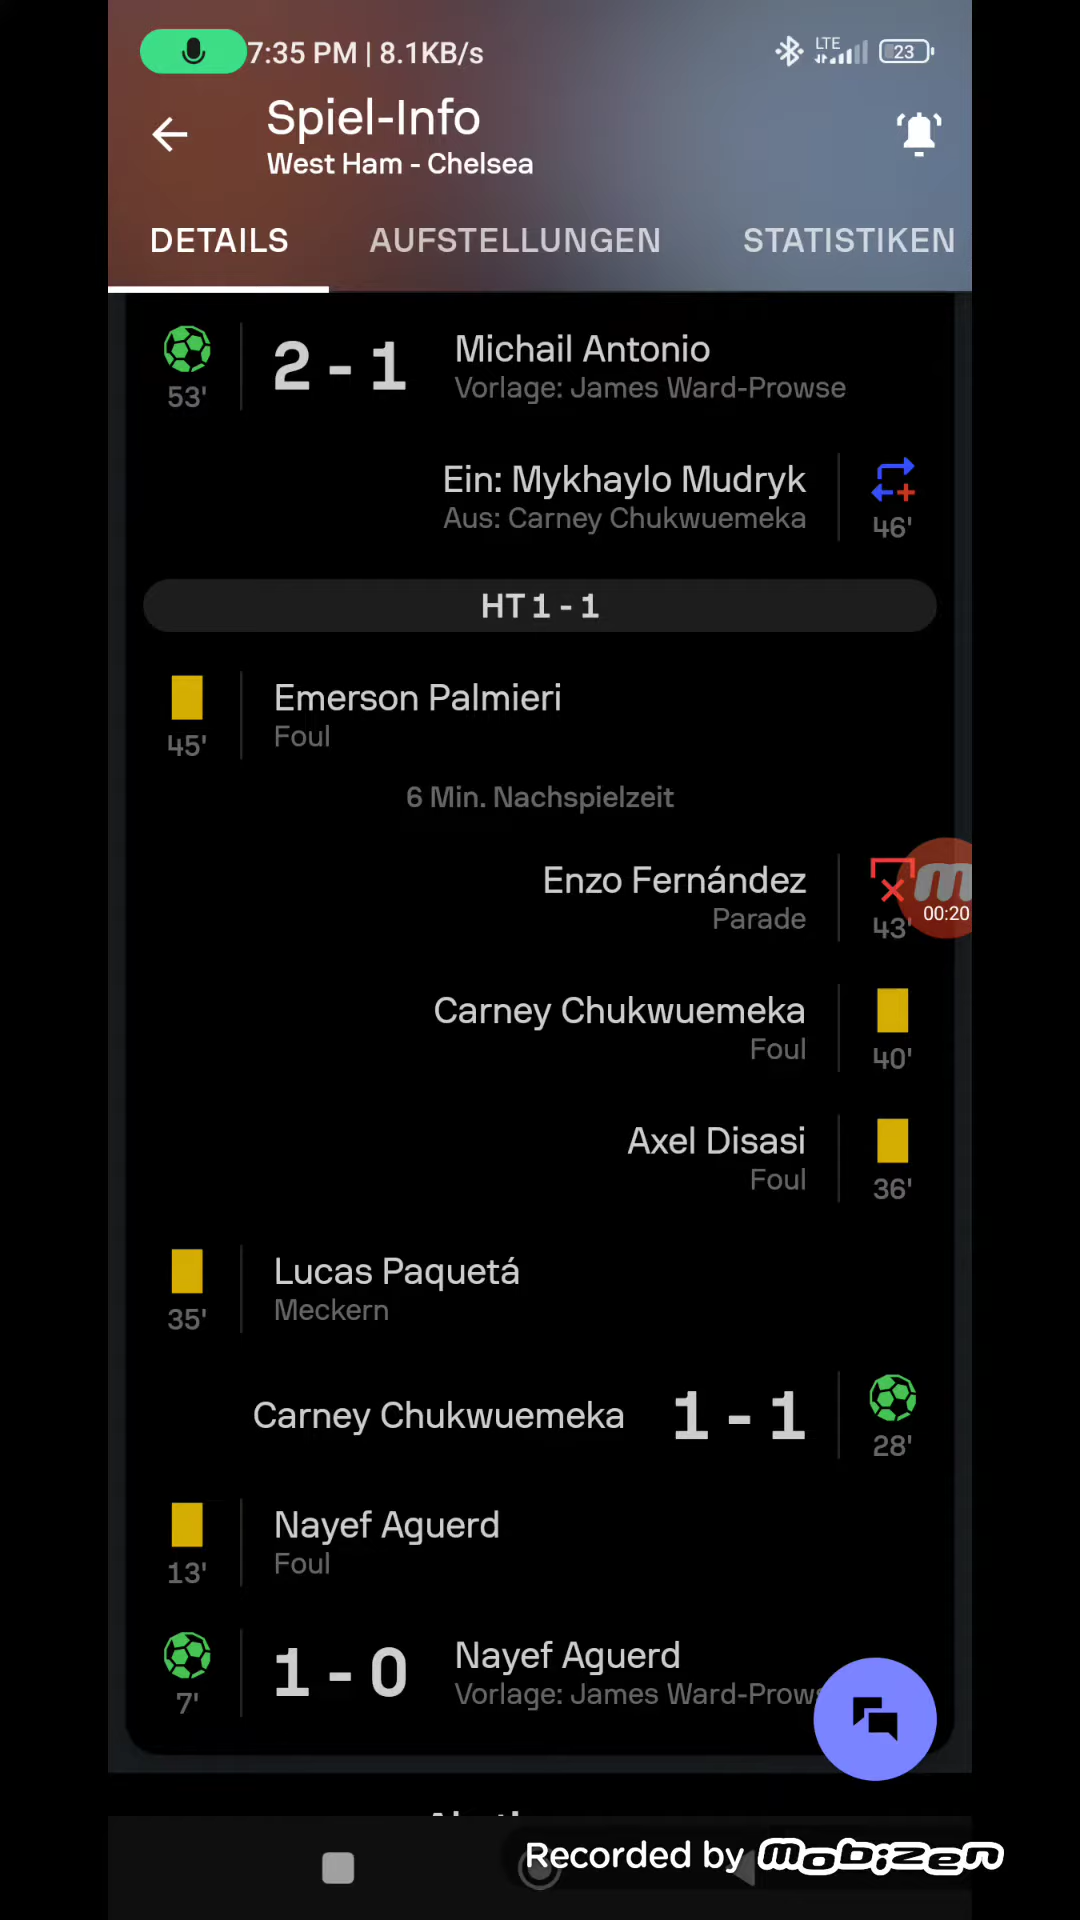 7:35 PM | 8.1KB/s
LTE
23
Spiel-Info
West Ham - Chelsea
DETAILS
AUFSTELLUNGEN
STATISTIKEN
2 - 1
Michail Antonio
Vorlage: James Ward-Prowse
53'
Ein: Mykhaylo Mudryk
Aus: Carney Chukwuemeka
46'
HT 1 - 1
Emerson Palmieri
Foul
45'
6 Min. Nachspielzeit
Enzo Fernández
Parade
43'
00:20
Carney Chukwuemeka
Foul
40'
Axel Disasi
Foul
36'
Lucas Paquetá
Meckern
35'
Carney Chukwuemeka
1 - 1
28'
Nayef Aguerd
Foul
13'
1 - 0
Nayef Aguerd
Vorlage: James Ward-Prows
7'
Recorded by mobizen